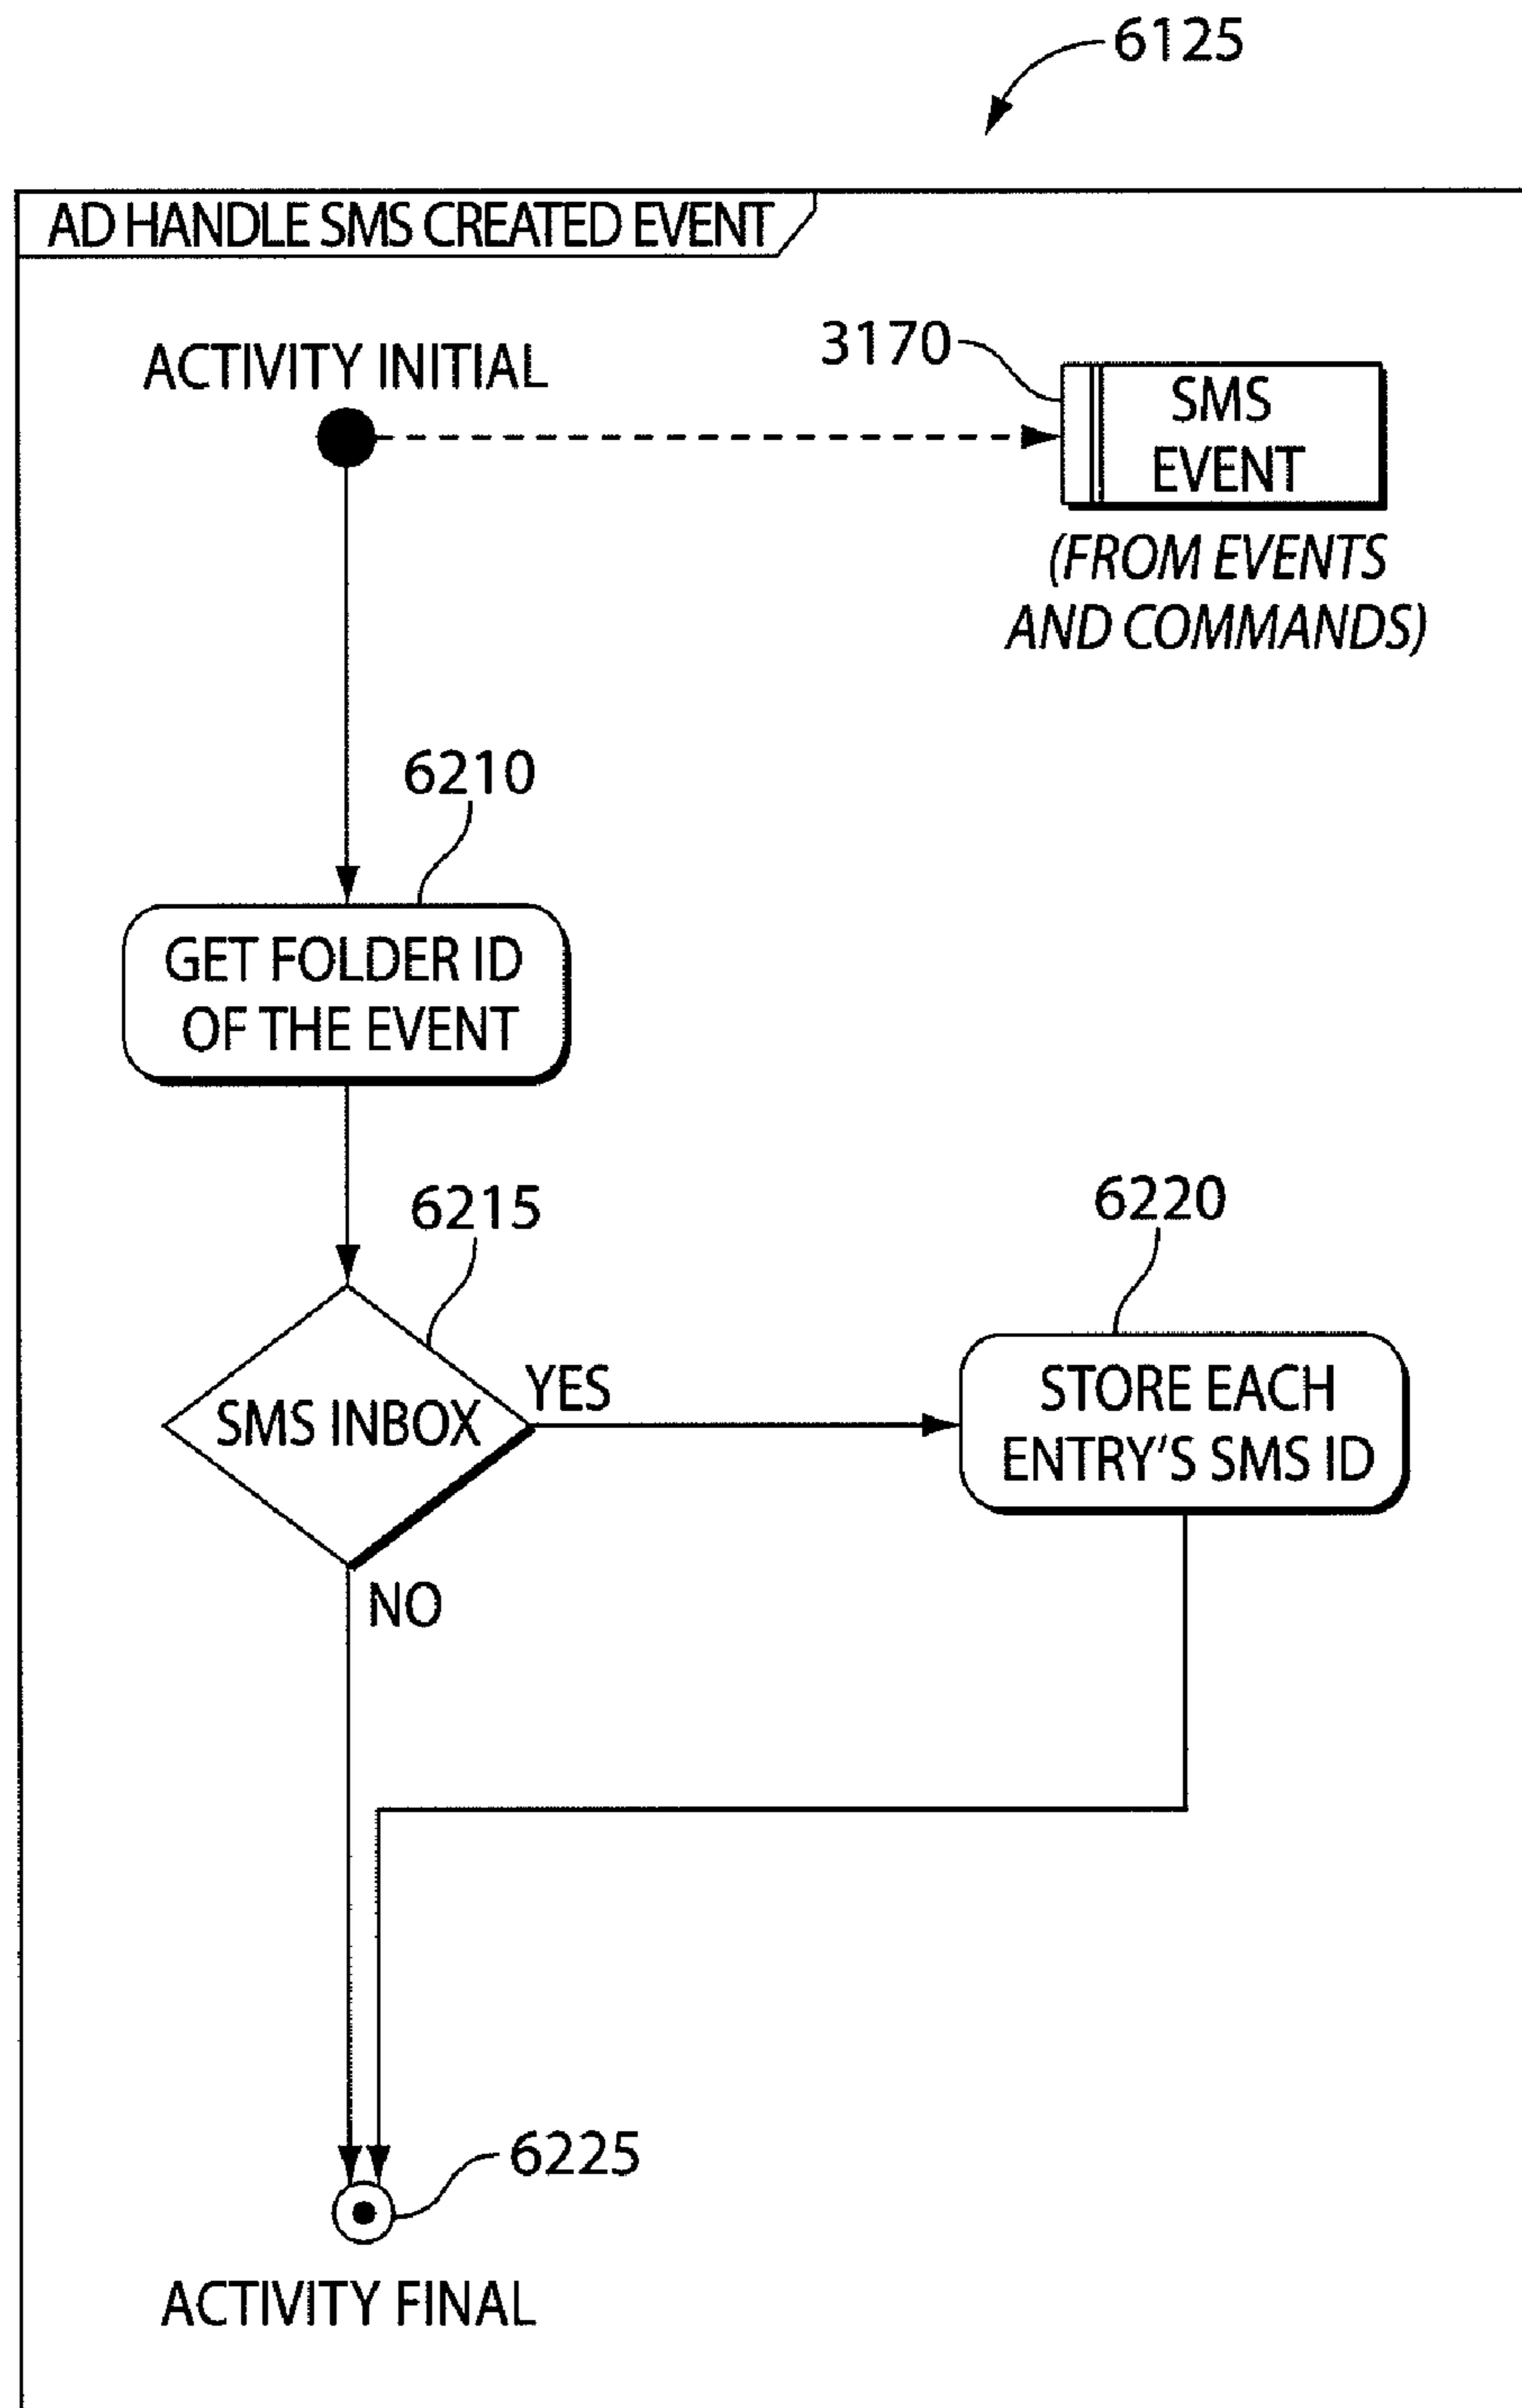 6125
AD HANDLE SMS CREATED EVENT
ACTIVITY INITIAL
3170
SMS
EVENT
(FROM EVENTS
AND COMMANDS)
6210
GET FOLDER ID
OF THE EVENT
6215
6220
SMS INBOX
YES
STORE EACH
ENTRY'S SMS ID
NO
6225
ACTIVITY FINAL